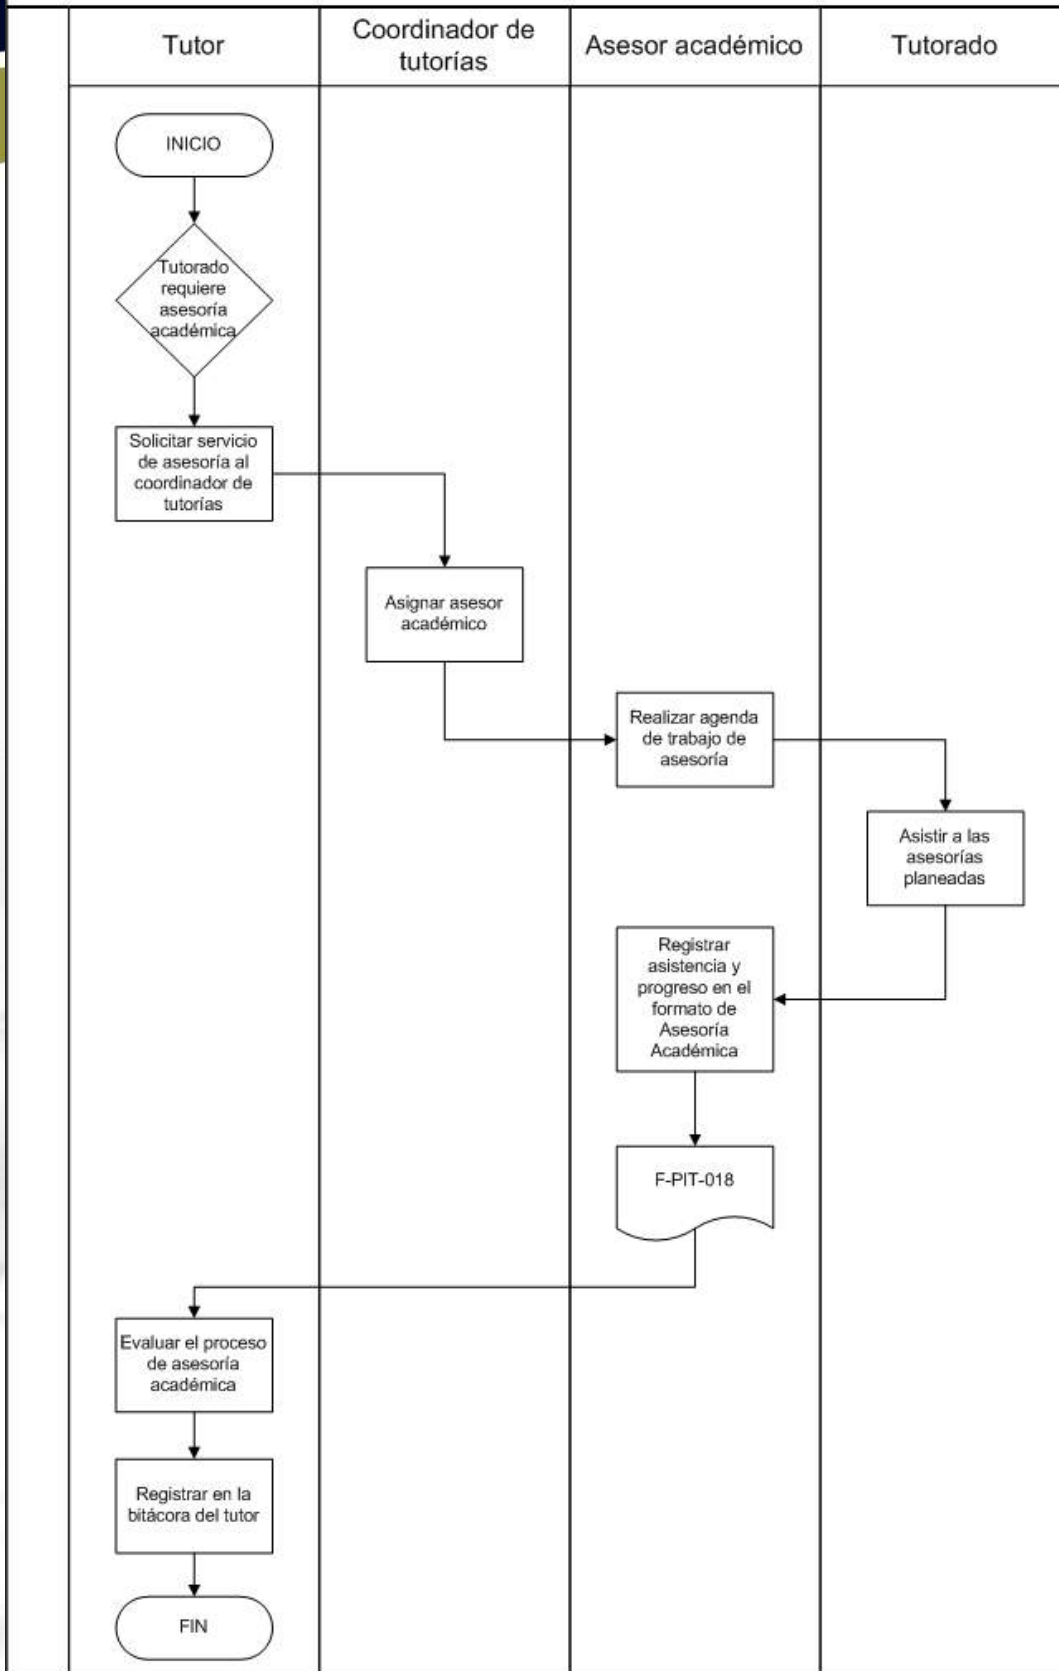 Tutor
Coordinador de
tutorías
Asesor académico
Tutorado
INICIO
Tutorado
requiere
asesoría
académica
Solicitar servicio
de asesoría al
coordinador de
tutorías
Asignar asesor
académico
Realizar agenda
de trabajo de
asesoría
Asistir a las
asesorías
planeadas
Registrar
asistencia y
progreso en el
formato de
Asesoría
Académica
F-PIT-018
Evaluar el proceso
de asesoría
académica
Registrar en la
bitácora del tutor
FIN